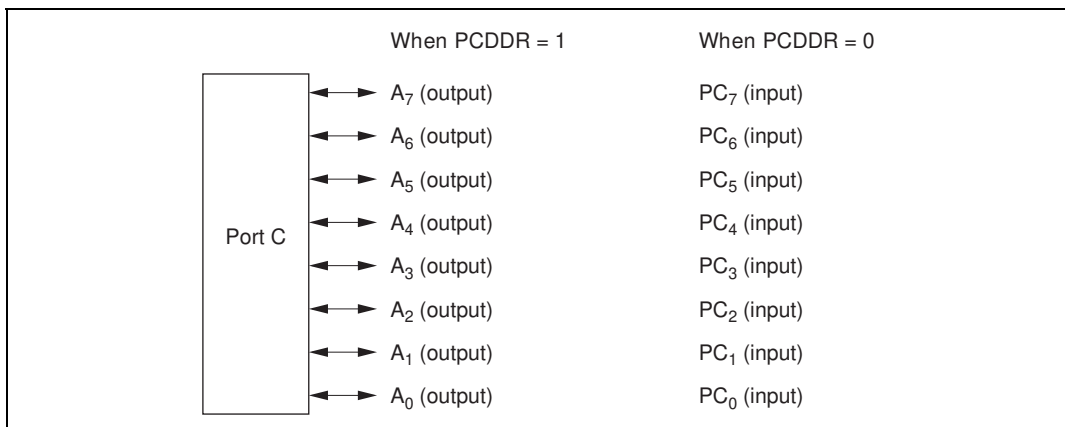 When PCDDR = 1 When PCDDR = 0
A7 (output) PC7 (input)
A6 (output) PC6 (input)
A5 (output) PC5 (input)
A4 (output) PC4 (input)
Port C
A3 (output) PC3 (input)
A2 (output) PC2 (input)
A1 (output) PC1 (input)
A0 (output) PC0 (input)